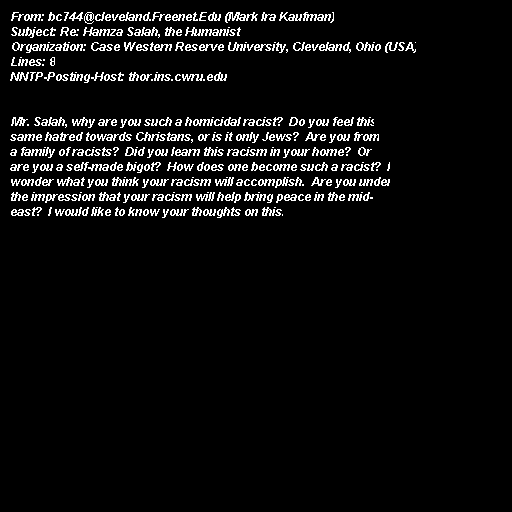 From: bc744@cleveland.Freenet.Edu (Mark Ira Kaufman)
Subject: Re: Hamza Salah, the Humanist
Organization: Case Western Reserve University, Cleveland, Ohio (USA)
Lines: 8
NNTP-Posting-Host: thor.ins.cwru.edu
Mr. Salah, why are you such a homicidal racist?  Do you feel this
same hatred towards Christans, or is it only Jews?  Are you from
a family of racists?  Did you learn this racism in your home?  Or
are you a self-made bigot?  How does one become such a racist?  I
wonder what you think your racism will accomplish.  Are you under
the impression that your racism will help bring peace in the mid-
east?  I would like to know your thoughts on this.